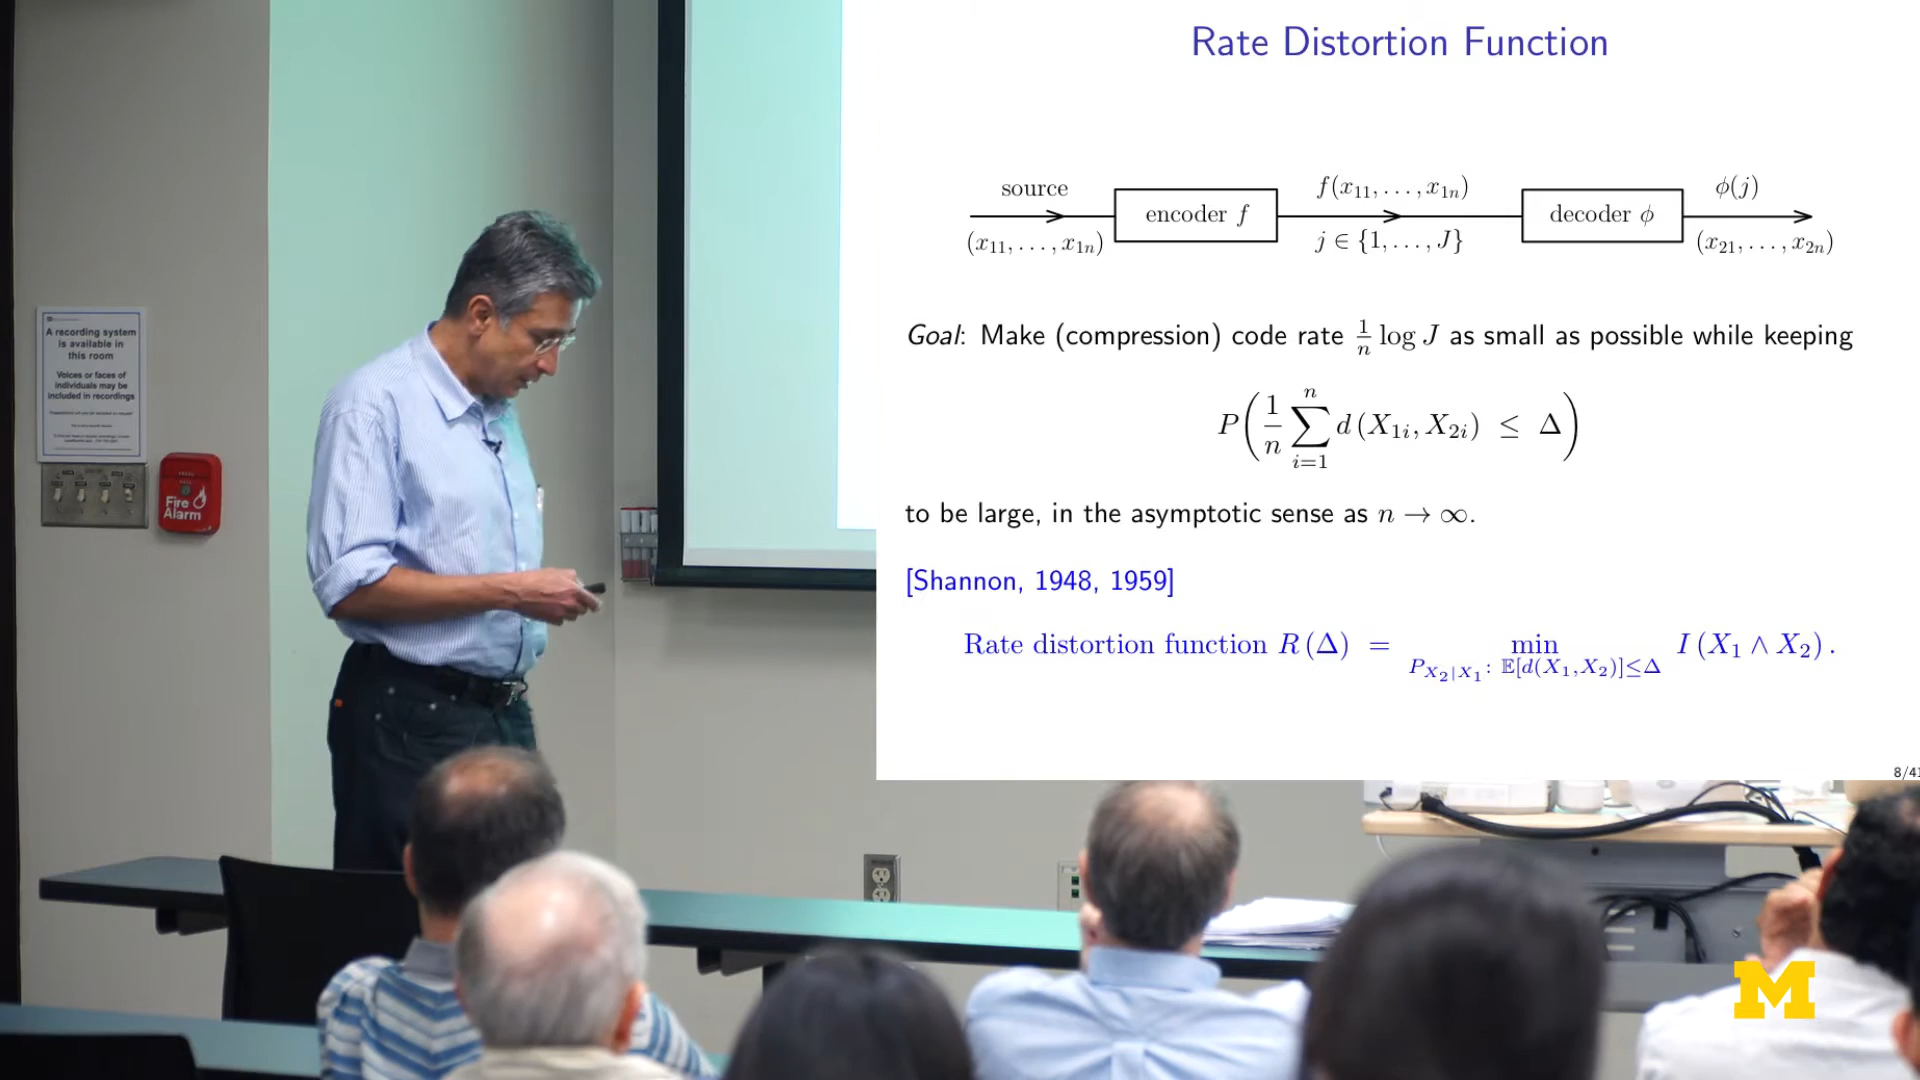 Rate Distortion Function
source
(x₁₁, . . . , x₁ₙ)
encoder f
f(x₁₁, . . . , x₁ₙ)
j ∈ {1, . . . , J}
decoder ϕ
ϕ(j)
(x₂₁, . . . , x₂ₙ)
Goal: Make (compression) code rate 1/n log J as small as possible while keeping
P( 1/n ∑ᵢ₌₁ⁿ d (X₁ᵢ, X₂ᵢ) ≤ Δ )
to be large, in the asymptotic sense as n → ∞.
[Shannon, 1948, 1959]
Rate distortion function R (Δ) = min_{P_{X₂|X₁} : 𝔼[d(X₁,X₂)]≤Δ} I (X₁ ∧ X₂) .
8/41
A recording system
is available in
this room
Voices or faces of
individuals may be
included in recordings
Fire
Alarm
M